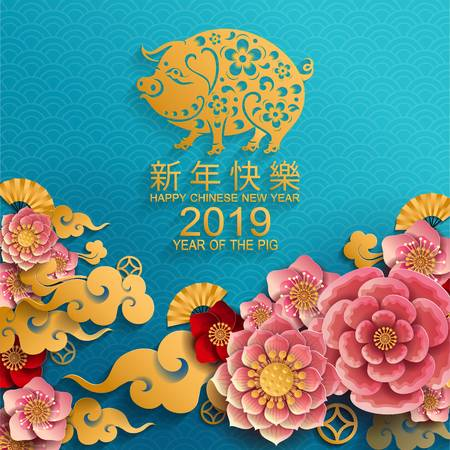 新年快樂
HAPPY CHINESE NEW YEAR
2019
YEAR OF THE PIG